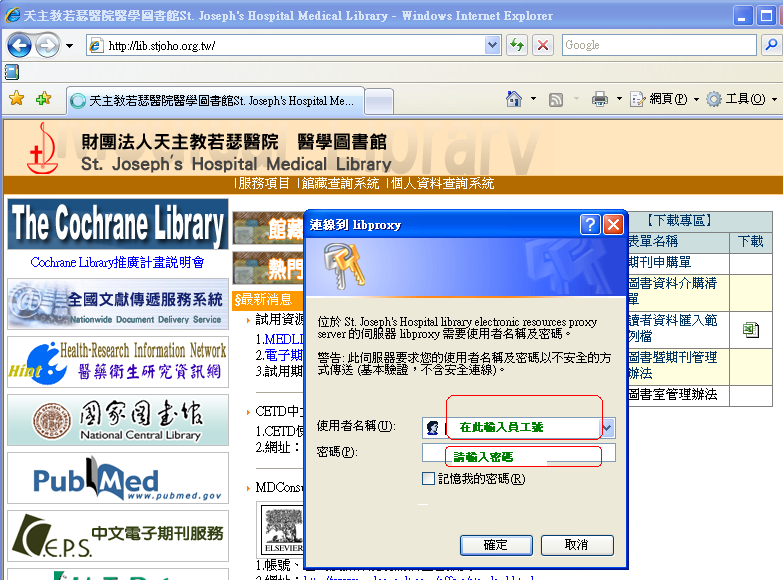 天主教若瑟醫院醫學圖書館St. Joseph's Hospital Medical Library - Windows Internet Explorer
http://lib.stjoho.org.tw/
Google
天主教若瑟醫院醫學圖書館St. Joseph's Hospital Me...
網頁(P)
工具(O)
財團法人天主教若瑟醫院 醫學圖書館
St. Joseph's Hospital Medical Library
|服務項目 |館藏查詢系統 |個人資料查詢系統
The Cochrane Library
Cochrane Library推廣計畫說明會
全國文獻傳遞服務系統
Nationwide Document Delivery Service
Health-Research Information Network
Hint
醫藥衛生研究資訊網
國家圖書館
National Central Library
PubMed
www.pubmed.gov
C.E.P.S. 中文電子期刊服務
館藏
熱門
§最新消息
試用資源
1.MEDLI
2.電子期
3.試用期
CETD中
1.CETD使
2.網址：
MDConsu
ELSEVIER
1.帳號、
連線到 libproxy
位於 St. Joseph's Hospital library electronic resources proxy
server 的伺服器 libproxy 需要使用者名稱及密碼。
警告: 此伺服器要求您的使用者名稱及密碼以不安全的方
式傳送 (基本驗證，不含安全連線)。
使用者名稱(U):
在此輸入員工號
密碼(P):
請輸入密碼
記憶我的密碼(R)
確定
取消
【下載專區】
表單名稱
下載
期刊申購單
圖書資料介購清
單
讀者資料匯入範
例檔
圖書暨期刊管理
辦法
圖書室管理辦法